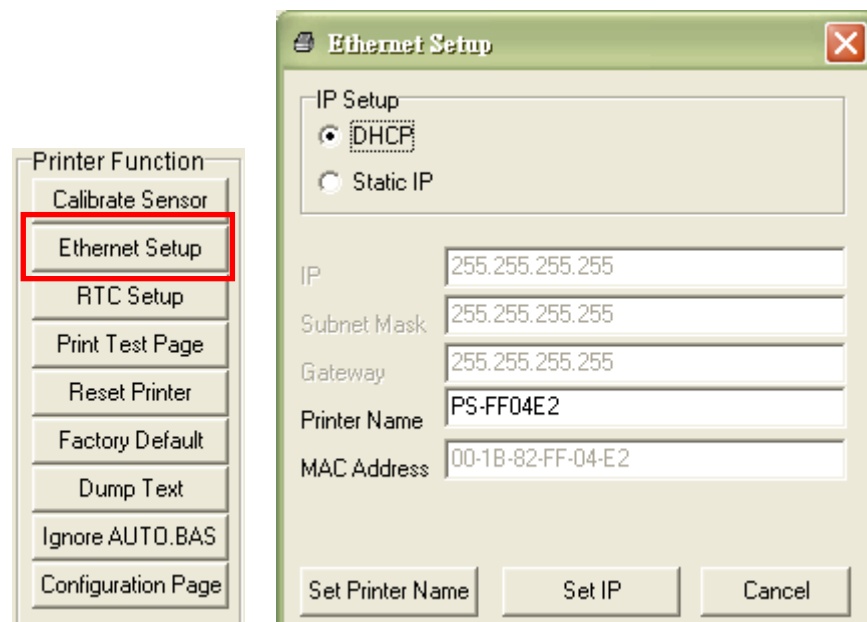 Printer Function
Calibrate Sensor
Ethernet Setup
RTC Setup
Print Test Page
Reset Printer
Factory Default
Dump Text
Ignore AUTO.BAS
Configuration Page
Ethernet Setup
IP Setup
DHCP
Static IP
IP 255.255.255.255
Subnet Mask 255.255.255.255
Gateway 255.255.255.255
Printer Name PS-FF04E2
MAC Address 00-1B-82-FF-04-E2
Set Printer Name Set IP Cancel